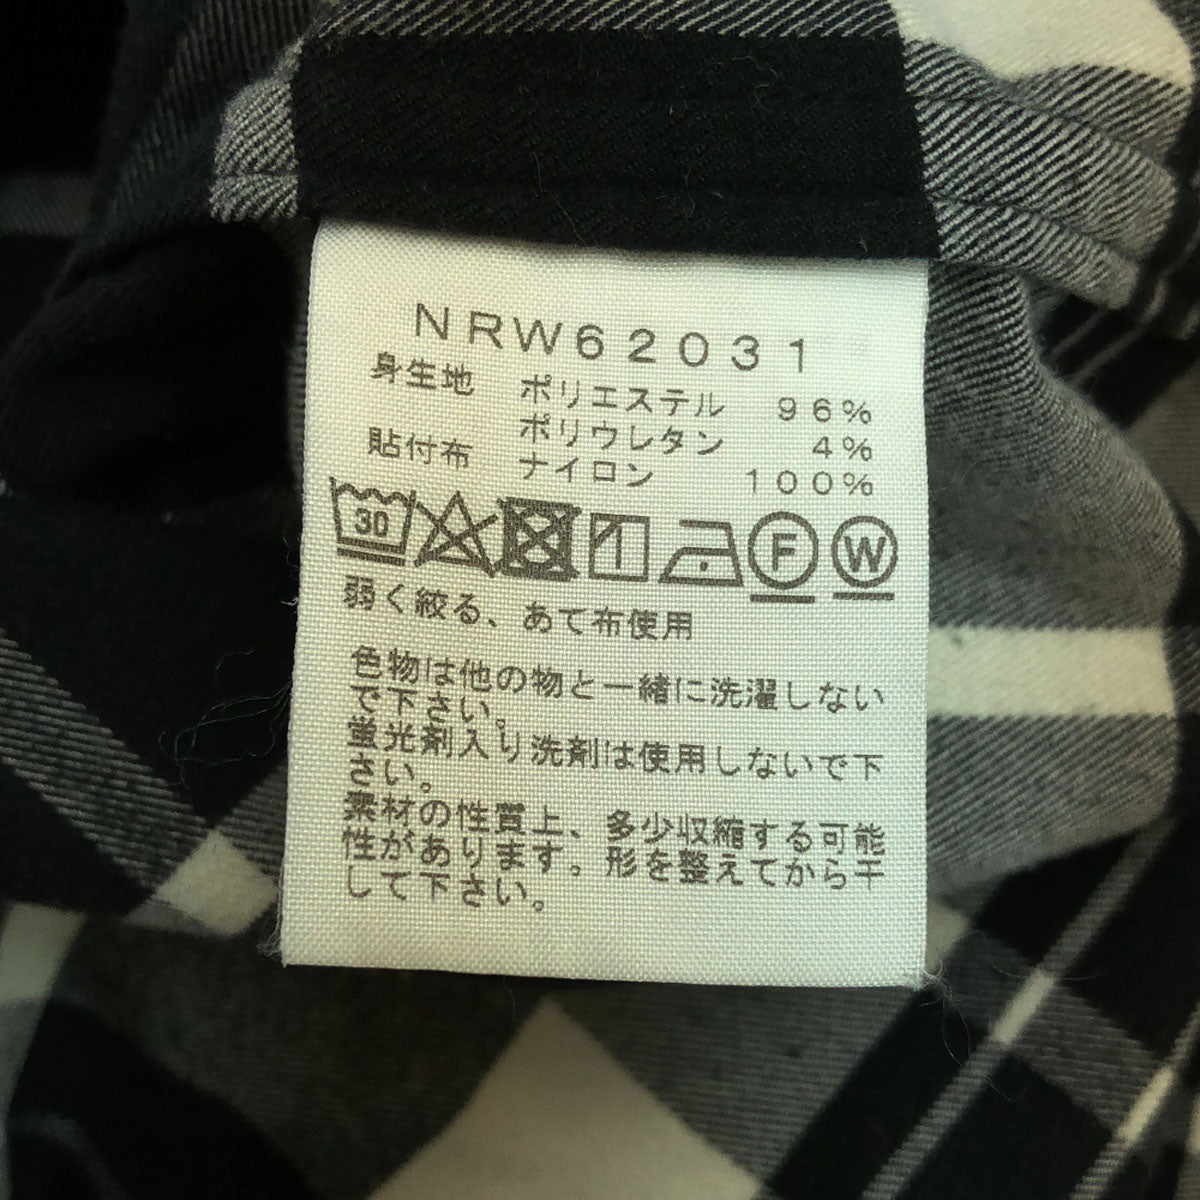 NRW62031
身生地 ポリエステル 96%
ポリウレタン 4%
貼付布 ナイロン 100%
30 F W
弱く絞る、あて布使用
色物は他の物と一緒に洗濯しない
で下さい。
蛍光剤入り洗剤は使用しないで下
さい。
素材の性質上、多少収縮する可能
性があります。形を整えてから干
して下さい。